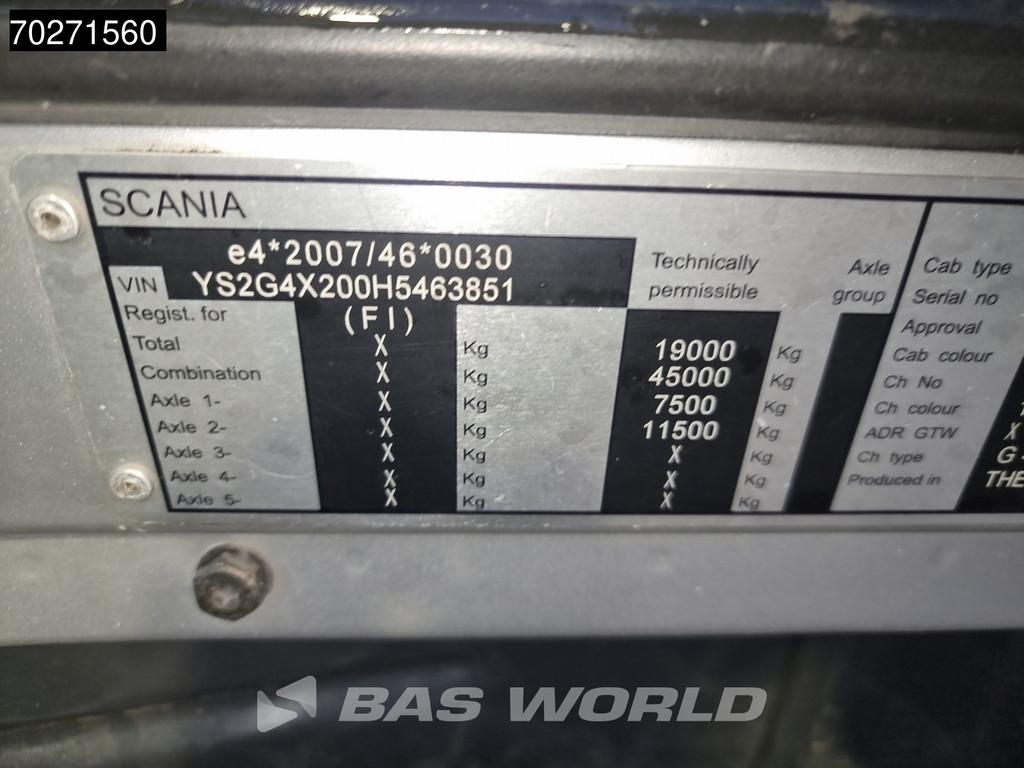 70271560
SCANIA
e4*2007/46*0030
VIN YS2G4X200H5463851
Technically permissible
Axle group
Regist. for (FI)
Total X Kg 19000 Kg
Combination X Kg 45000 Kg
Axle 1- X Kg 7500 Kg
Axle 2- X Kg 11500 Kg
Axle 3- X Kg X Kg
Axle 4- X Kg X Kg
Axle 5- X Kg X Kg
Cab type
Serial no
Approval
Cab colour
Ch No
Ch colour
ADR GTW X
Ch type G
Produced in THE
BAS WORLD